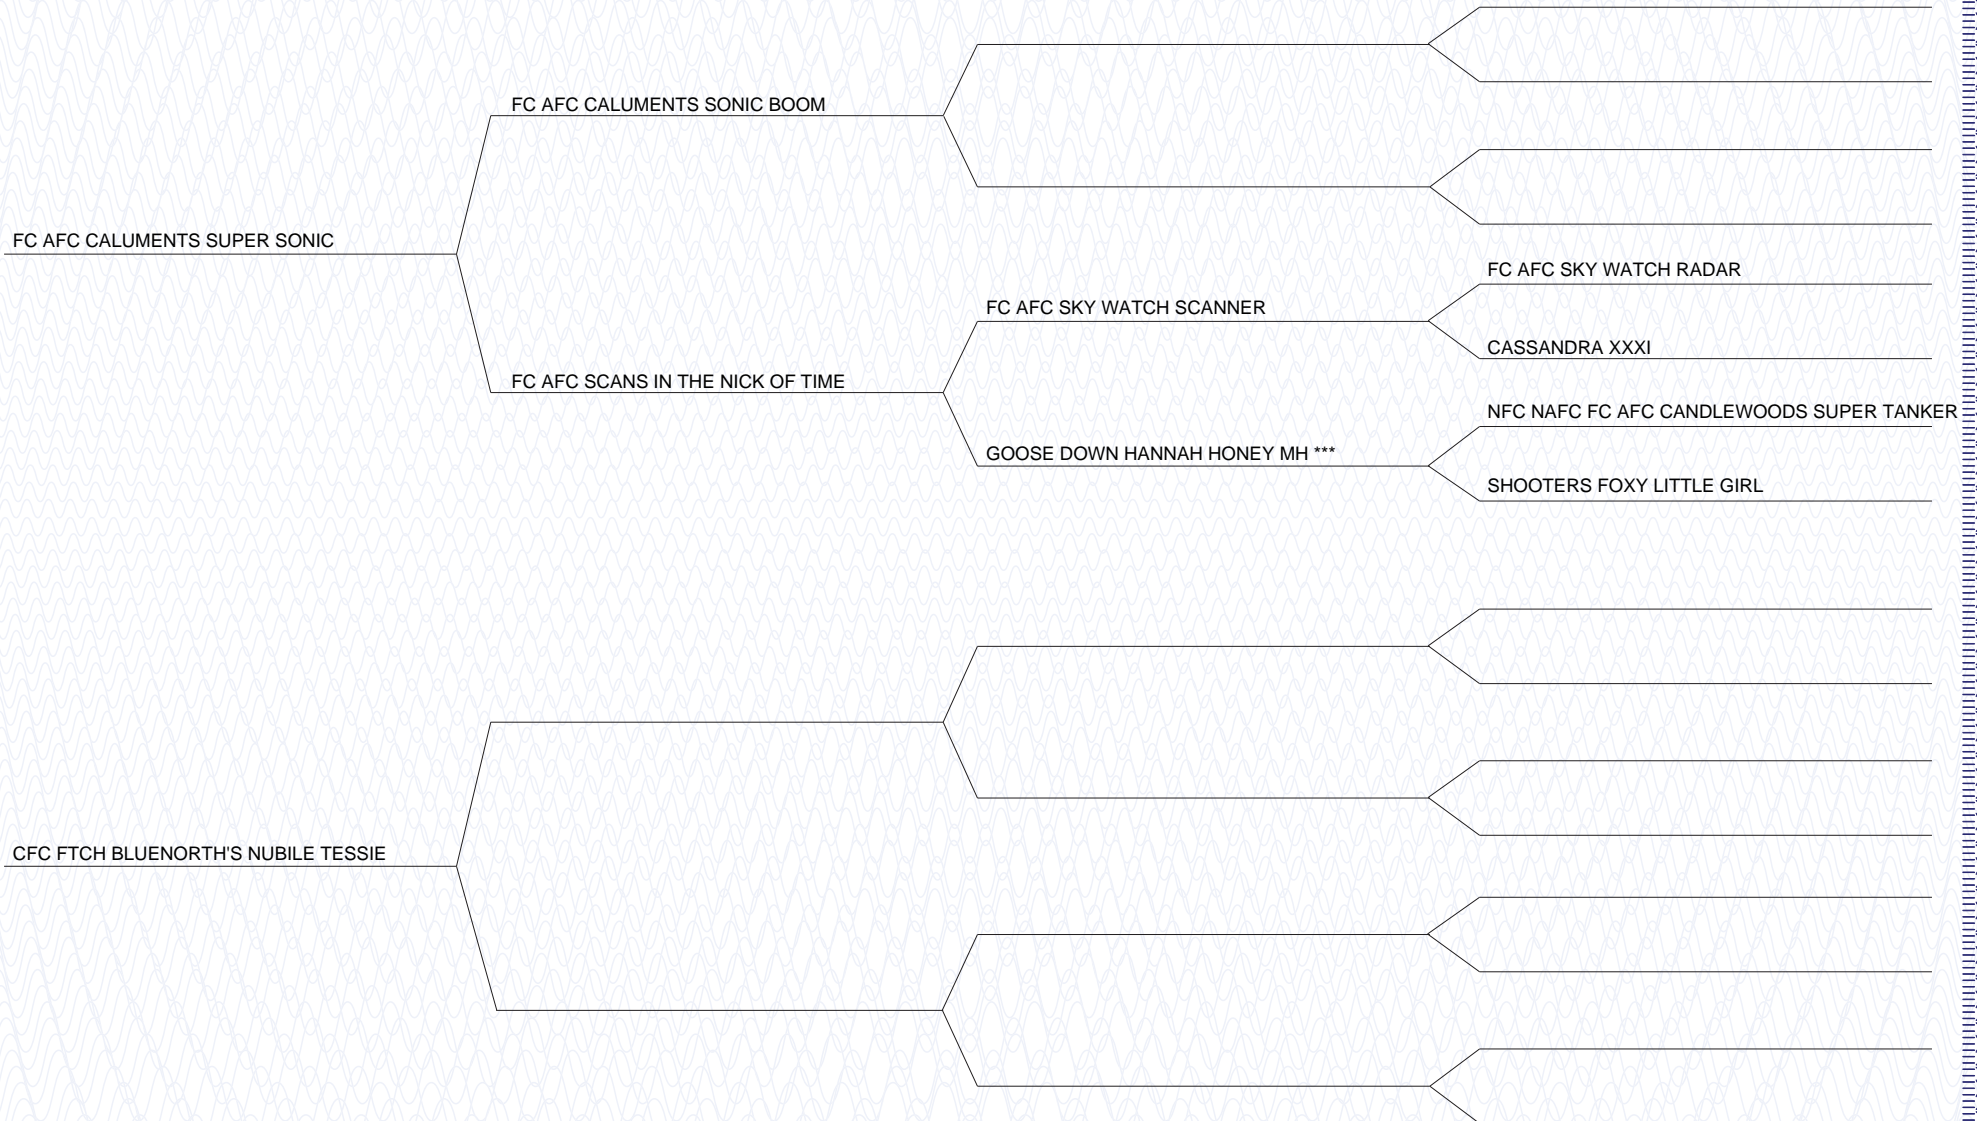 FC AFC CALUMENTS SONIC BOOM
FC AFC CALUMENTS SUPER SONIC
FC AFC SKY WATCH RADAR
FC AFC SKY WATCH SCANNER
CASSANDRA XXXI
FC AFC SCANS IN THE NICK OF TIME
NFC NAFC FC AFC CANDLEWOODS SUPER TANKER
GOOSE DOWN HANNAH HONEY MH ***
SHOOTERS FOXY LITTLE GIRL
CFC FTCH BLUENORTH'S NUBILE TESSIE